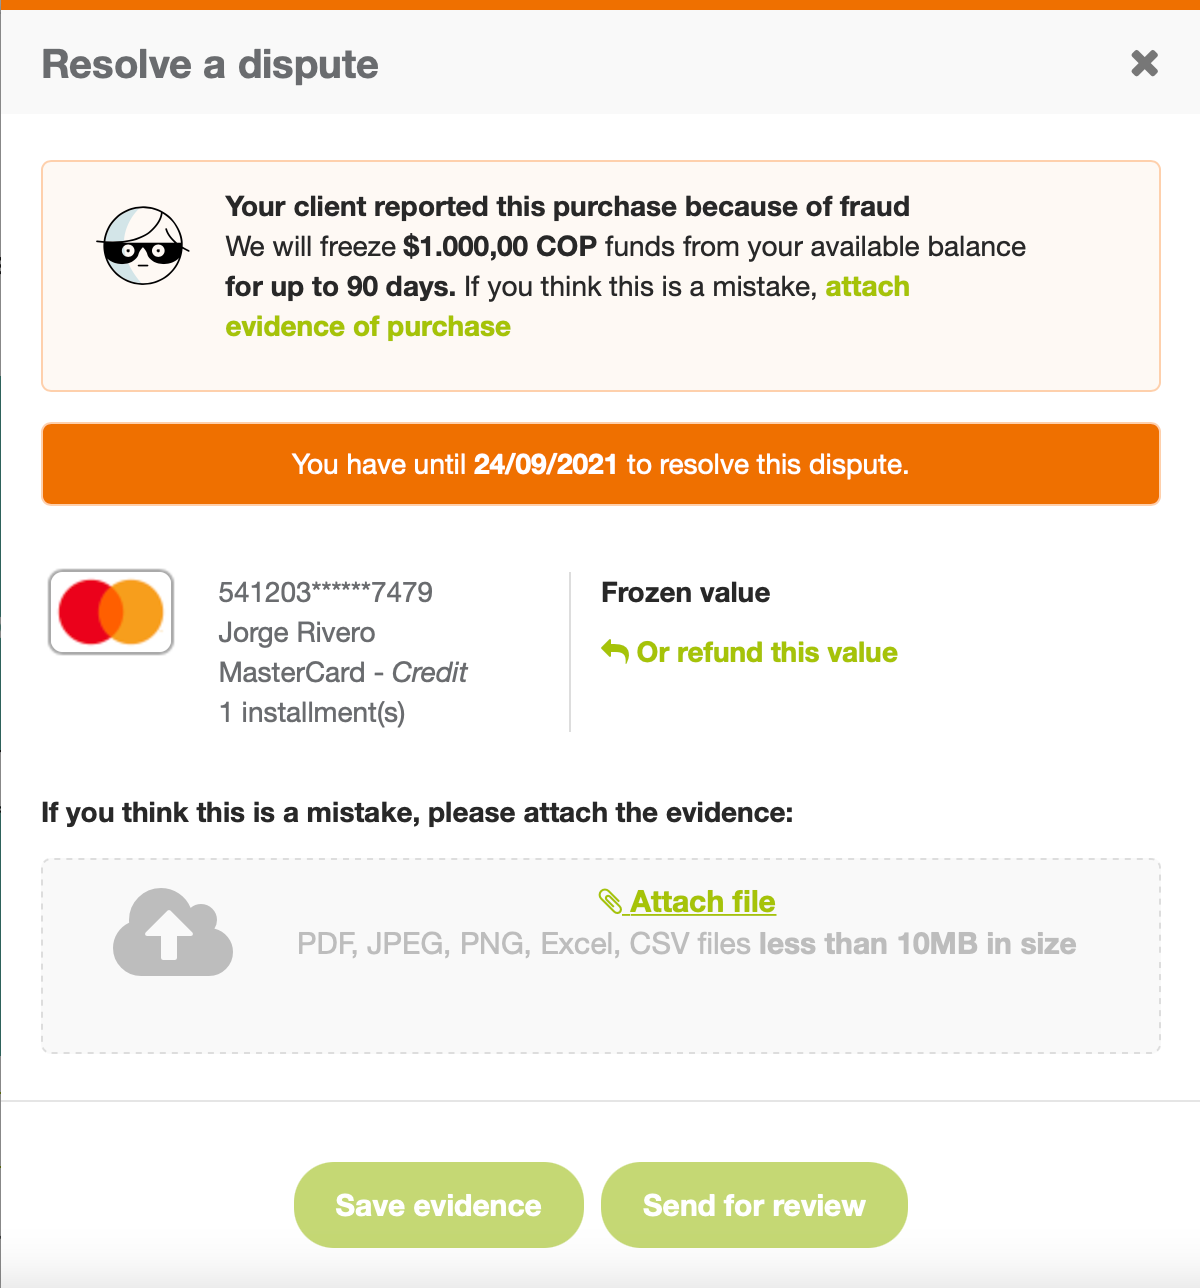 Resolve a dispute
Your client reported this purchase because of fraud
We will freeze $1.000,00 COP funds from your available balance
for up to 90 days. If you think this is a mistake, attach
evidence of purchase
You have until 24/09/2021 to resolve this dispute.
541203******7479
Jorge Rivero
MasterCard - Credit
1 installment(s)
Frozen value
Or refund this value
If you think this is a mistake, please attach the evidence:
Attach file
PDF, JPEG, PNG, Excel, CSV files less than 10MB in size
Save evidence
Send for review